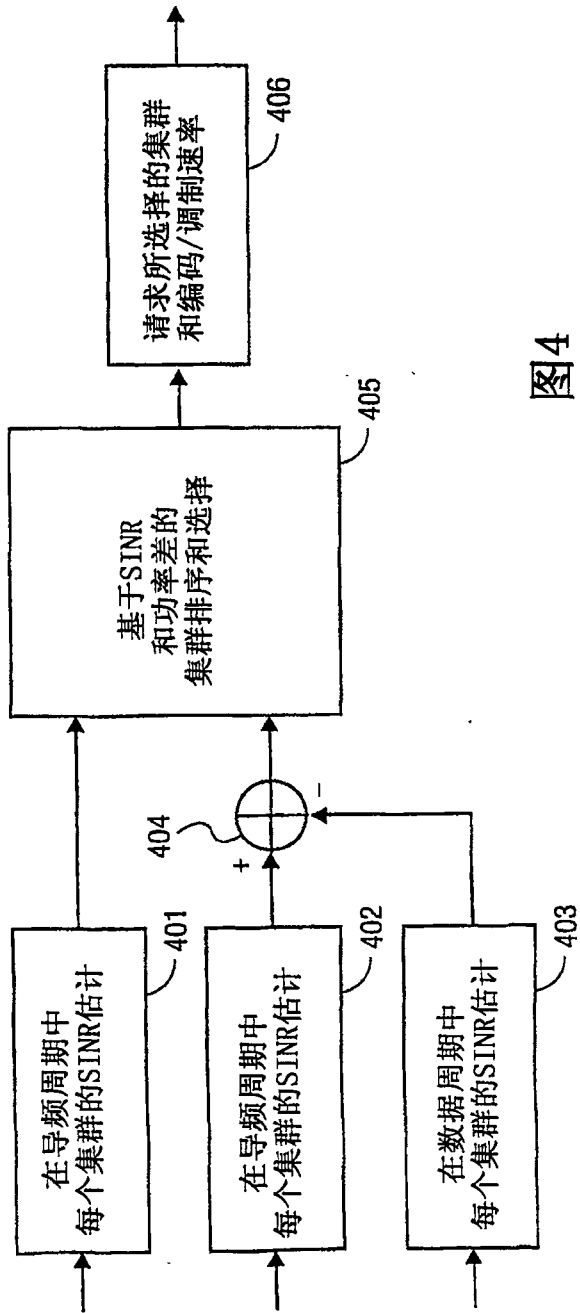 在导频周期中
每个集群的SINR估计
401
在导频周期中
每个集群的SINR估计
402
在数据周期中
每个集群的SINR估计
403
404
+
-
基于SINR
和功率差的
集群排序和选择
405
请求所选择的集群
和编码/调制速率
406
图4